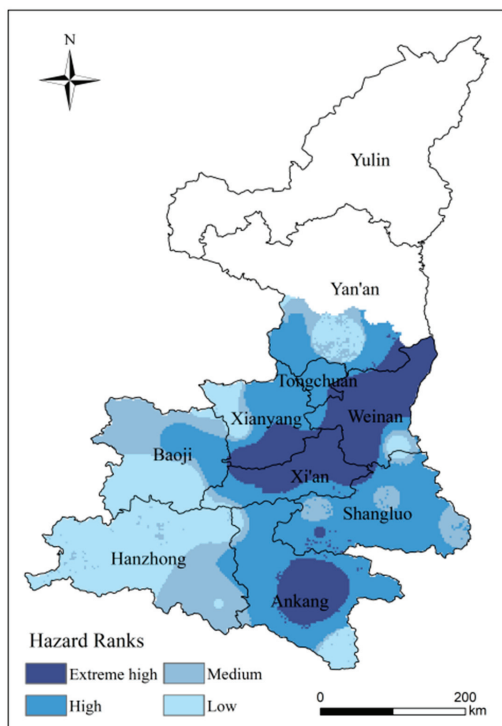 N
Yulin
Yan'an
Tongchuan
Xianyang
Weinan
Baoji
Xi'an
Shangluo
Hanzhong
Ankang
Hazard Ranks
Extreme high
Medium
High
Low
0
100
200
km